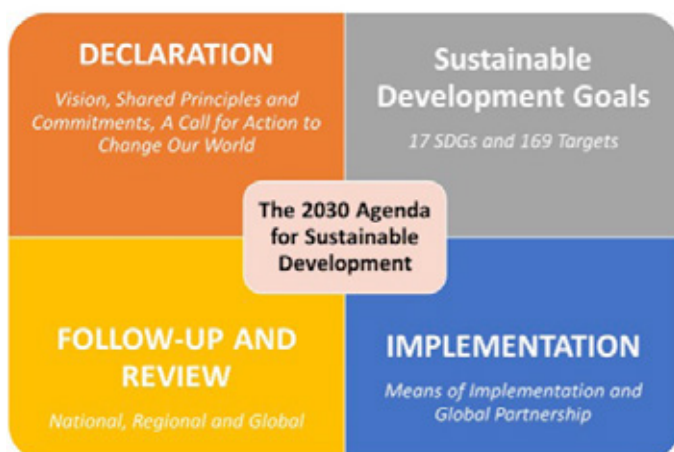 DECLARATION
Vision, Shared Principles and
Commitments, A Call for Action to
Change Our World
Sustainable
Development Goals
17 SDGs and 169 Targets
The 2030 Agenda
for Sustainable
Development
FOLLOW-UP AND
REVIEW
National, Regional and Global
IMPLEMENTATION
Means of Implementation and
Global Partnership